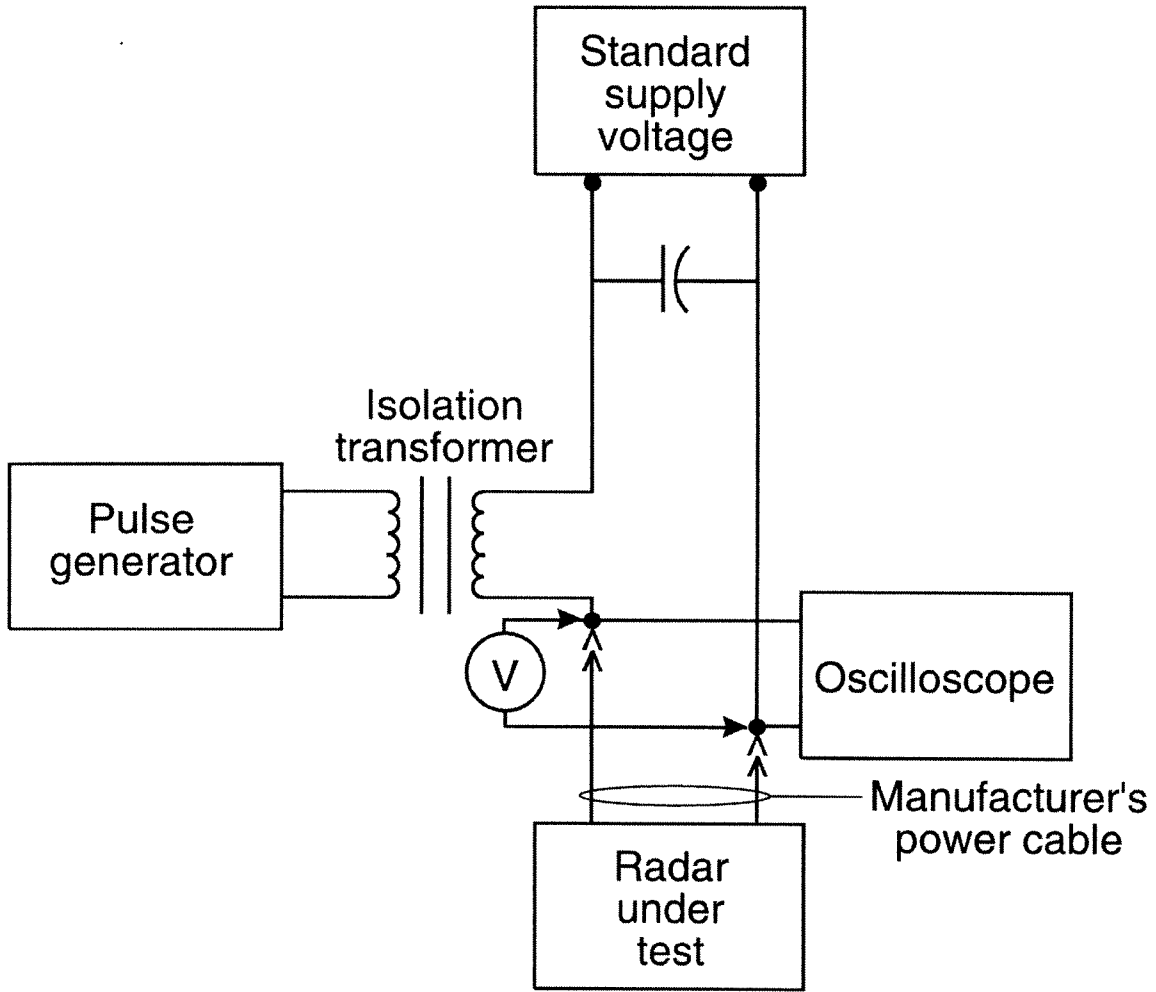 Standard
supply
voltage
Isolation
transformer
Pulse
generator
V
Oscilloscope
Manufacturer's
power cable
Radar
under
test